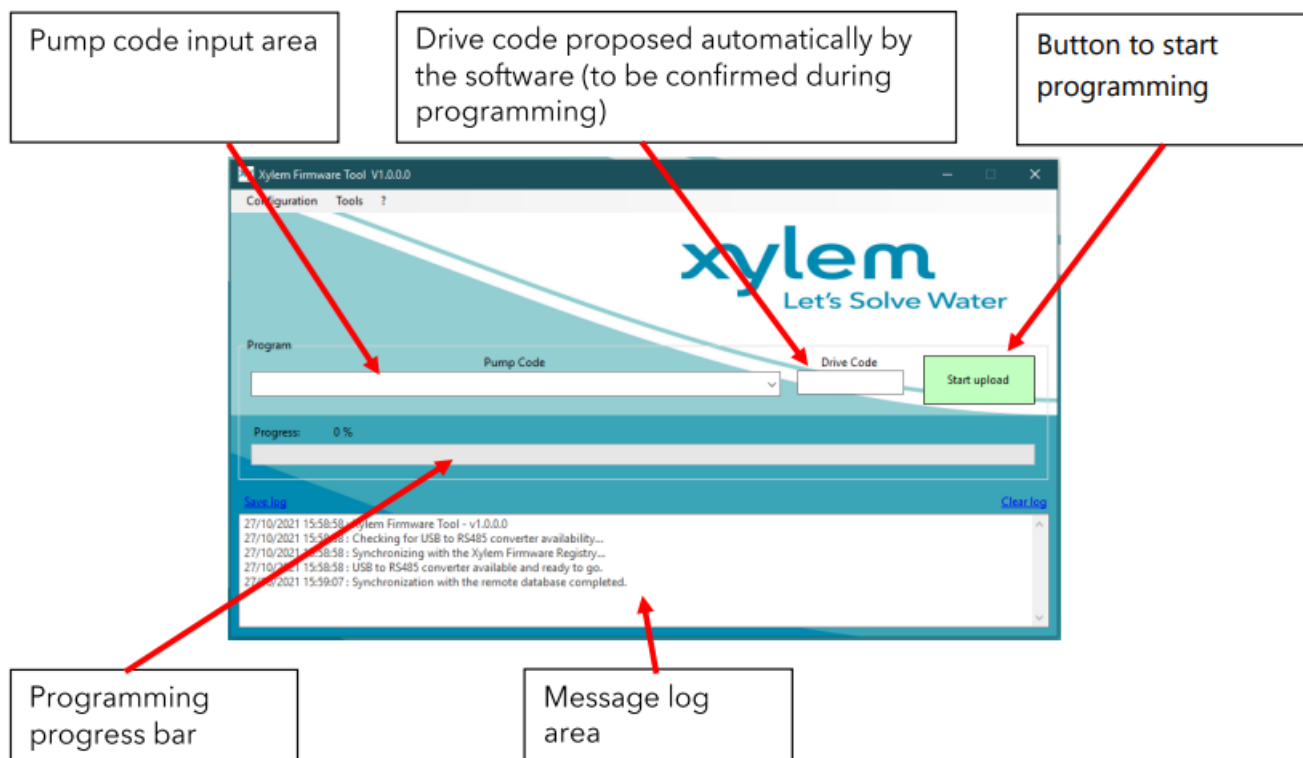 Pump code input area
Drive code proposed automatically by
the software (to be confirmed during
programming)
Button to start
programming
Xylem Firmware Tool V1.0.0.0
Configuration Tools ?
xylem
Let's Solve Water
Program
Pump Code
Drive Code
Start upload
Progress: 0 %
Save log
Clear log
27/10/2021 15:58:58 : Xylem Firmware Tool - v1.0.0.0
27/10/2021 15:58:58 : Checking for USB to RS485 converter availability...
27/10/2021 15:58:58 : Synchronizing with the Xylem Firmware Registry...
27/10/2021 15:58:58 : USB to RS485 converter available and ready to go.
27/10/2021 15:59:07 : Synchronization with the remote database completed.
Programming
progress bar
Message log
area